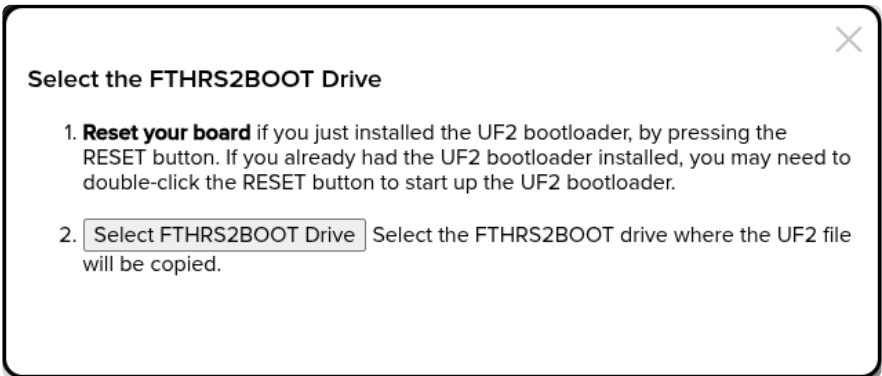 Select the FTHRS2BOOT Drive
1. Reset your board if you just installed the UF2 bootloader, by pressing the
RESET button. If you already had the UF2 bootloader installed, you may need to
double-click the RESET button to start up the UF2 bootloader.
2. Select FTHRS2BOOT Drive Select the FTHRS2BOOT drive where the UF2 file
will be copied.